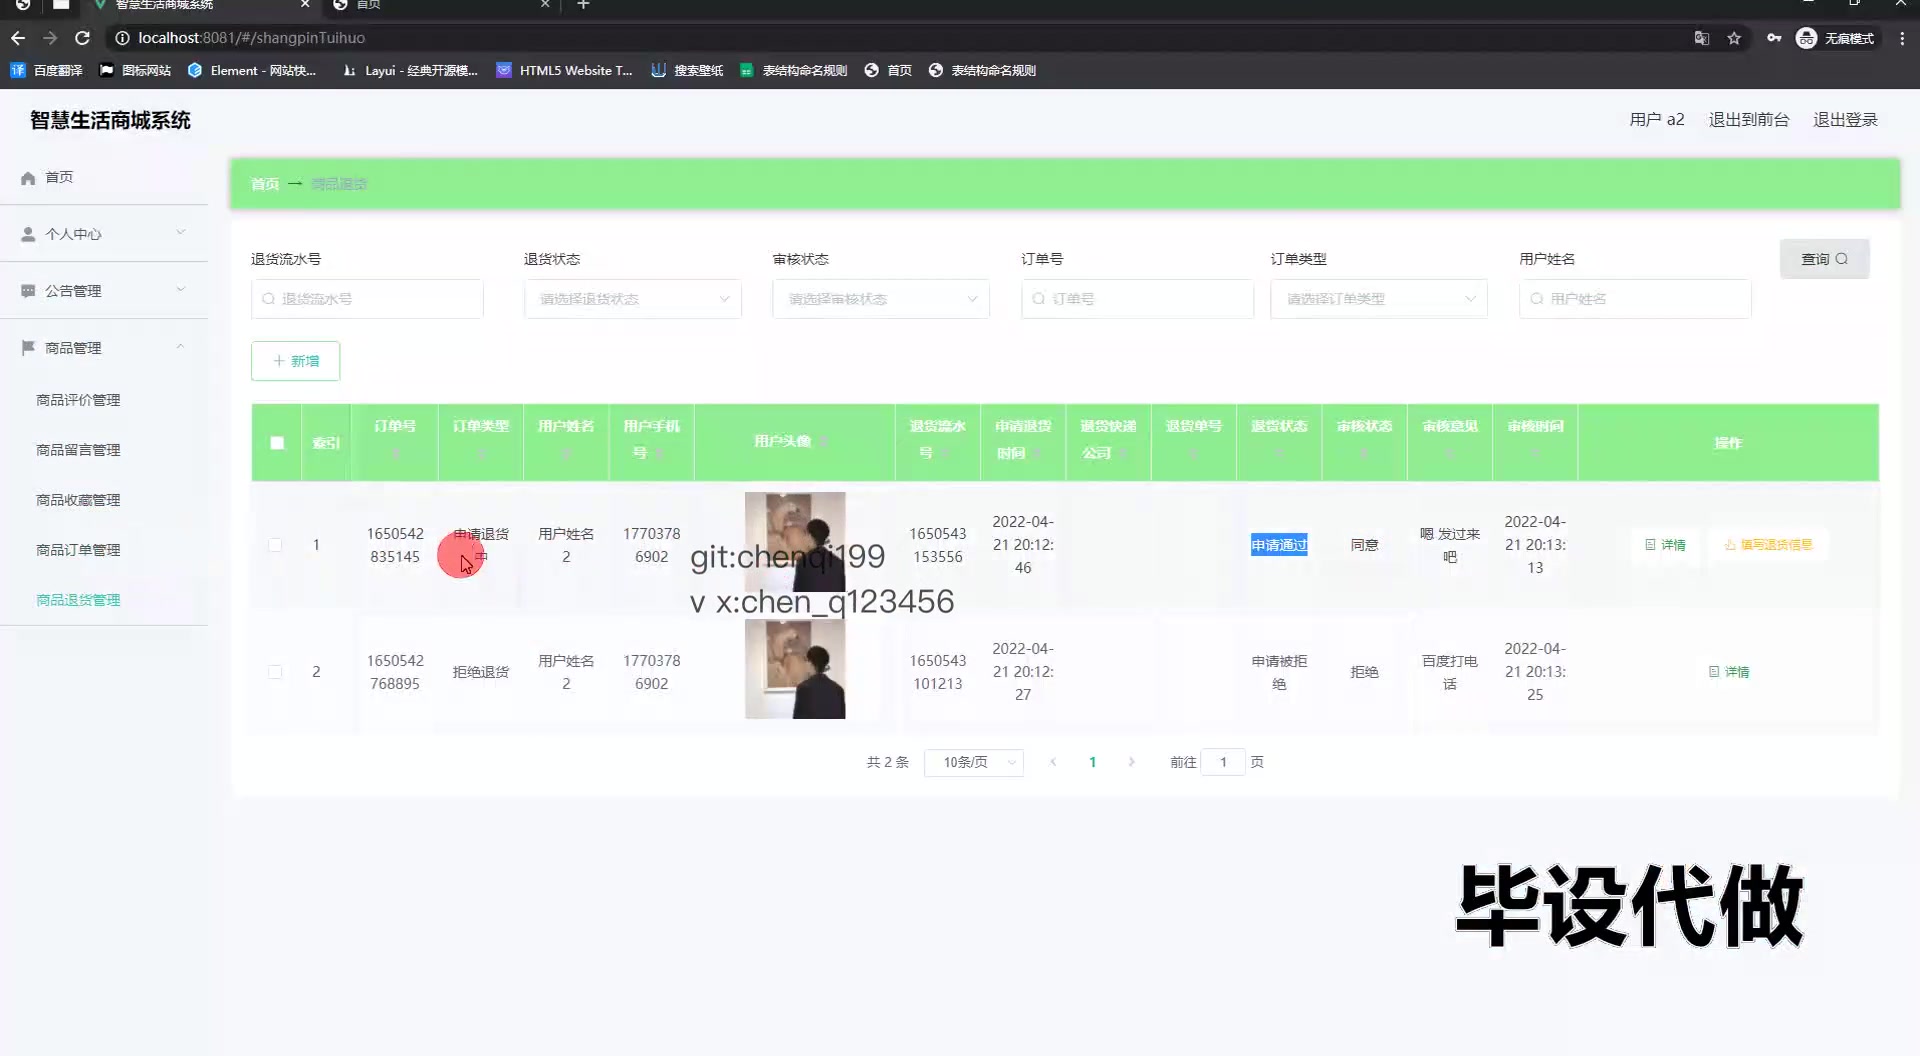 智慧生活商城系统
首页
localhost:8081/#/shangpinTuihuo
无痕模式
百度翻译
图标网站
Element - 网站快...
Layui - 经典开源模...
HTML5 Website T...
搜索壁纸
表结构命名规则
首页
表结构命名规则
智慧生活商城系统
用户 a2
退出到前台
退出登录
首页
个人中心
公告管理
商品管理
商品评价管理
商品留言管理
商品收藏管理
商品订单管理
商品退货管理
首页 → 商品退货
退货流水号
退货状态
审核状态
订单号
订单类型
用户姓名
查询
退货流水号
请选择退货状态
请选择审核状态
订单号
请选择订单类型
用户姓名
+ 新增
索引
订单号
订单类型
用户姓名
用户手机
号
用户头像
退货流水
号
申请退货
时间
退货快递
公司
退货单号
退货状态
审核状态
审核意见
审核时间
操作
1
1650542
835145
申请退货
中
用户姓名
2
1770378
6902
1650543
153556
2022-04-
21 20:12:
46
申请通过
同意
嗯 发过来
吧
2022-04-
21 20:13:
13
详情
填写退货信息
git:chenqi199
v x:chen_q123456
2
1650542
768895
拒绝退货
用户姓名
2
1770378
6902
1650543
101213
2022-04-
21 20:12:
27
申请被拒
绝
拒绝
百度打电
话
2022-04-
21 20:13:
25
详情
共 2 条
10条/页
1
前往 1 页
毕设代做